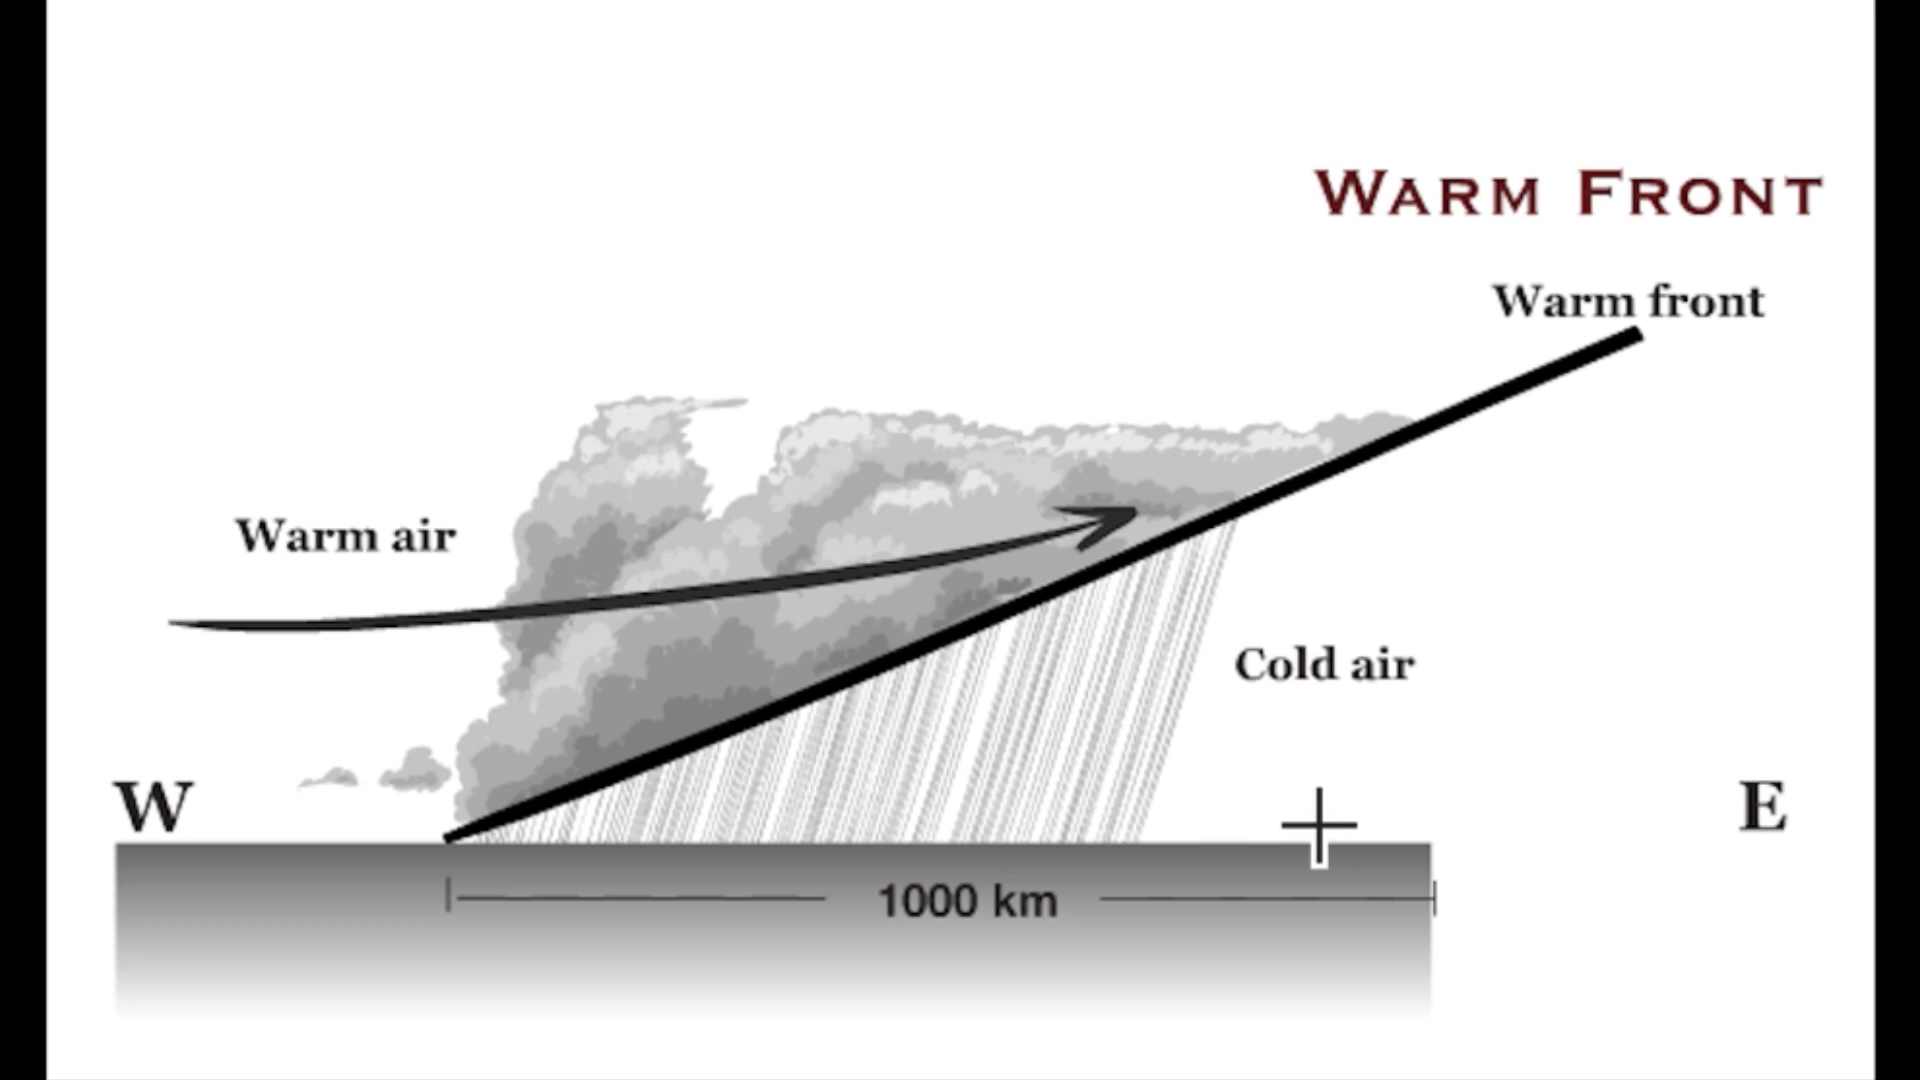 WARM FRONT
Warm front
Warm air
Cold air
W
E
1000 km